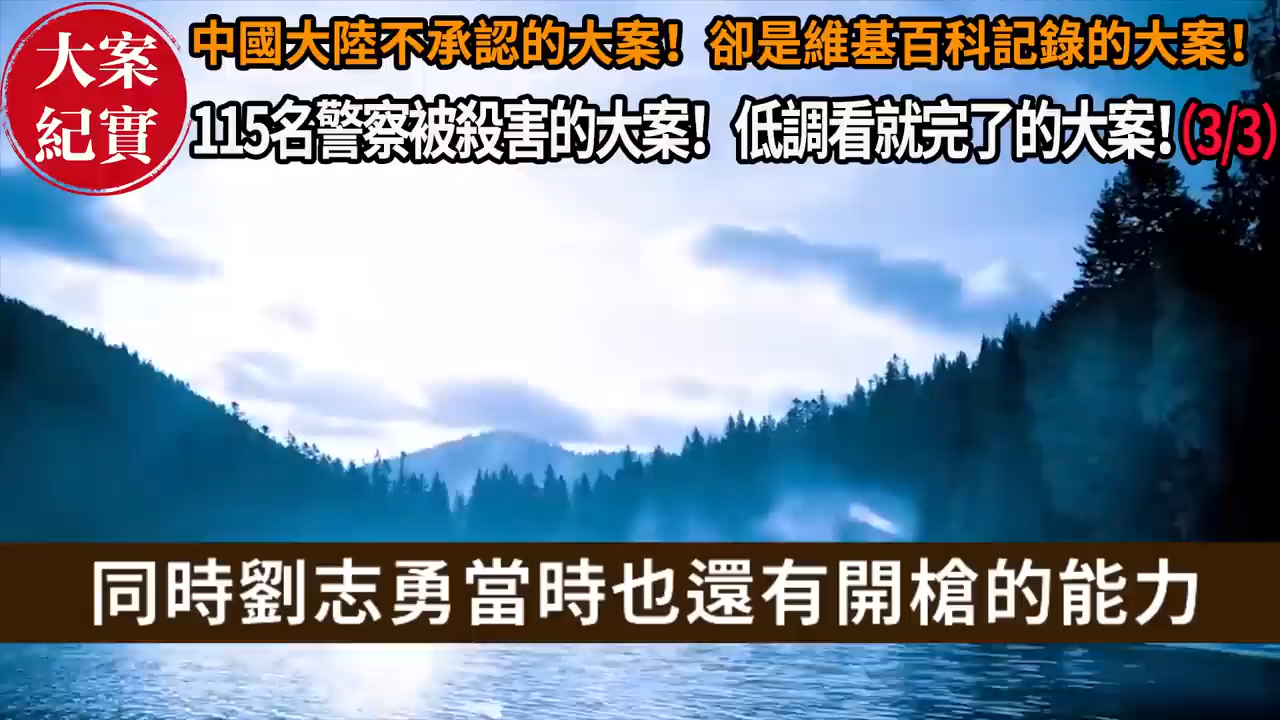 大案
紀實
中國大陸不承認的大案！卻是維基百科記錄的大案！
115名警察被殺害的大案！低調看就完了的大案！(3/3)
同時劉志勇當時也還有開槍的能力